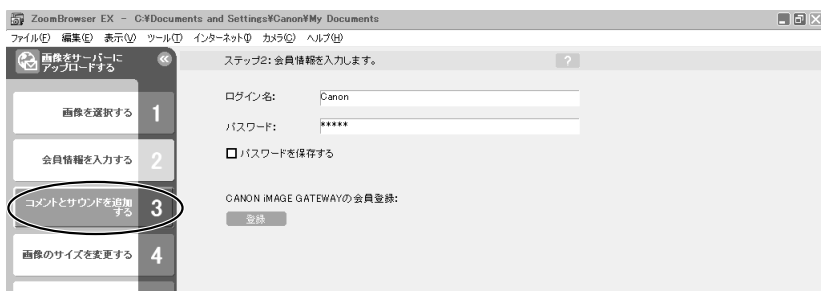 ZoomBrowser EX - C:¥Documents and Settings¥Canon¥My Documents
ファイル(F) 編集(E) 表示(V) ツール(T) インターネット(I) カメラ(C) ヘルプ(H)
画像をサーバーに
アップロードする
ステップ2: 会員情報を入力します。
?
画像を選択する 1
ログイン名: Canon
パスワード: *****
会員情報を入力する 2
パスワードを保存する
コメントとサウンドを追加
する 3
CANON iMAGE GATEWAYの会員登録:
登録
画像のサイズを変更する 4